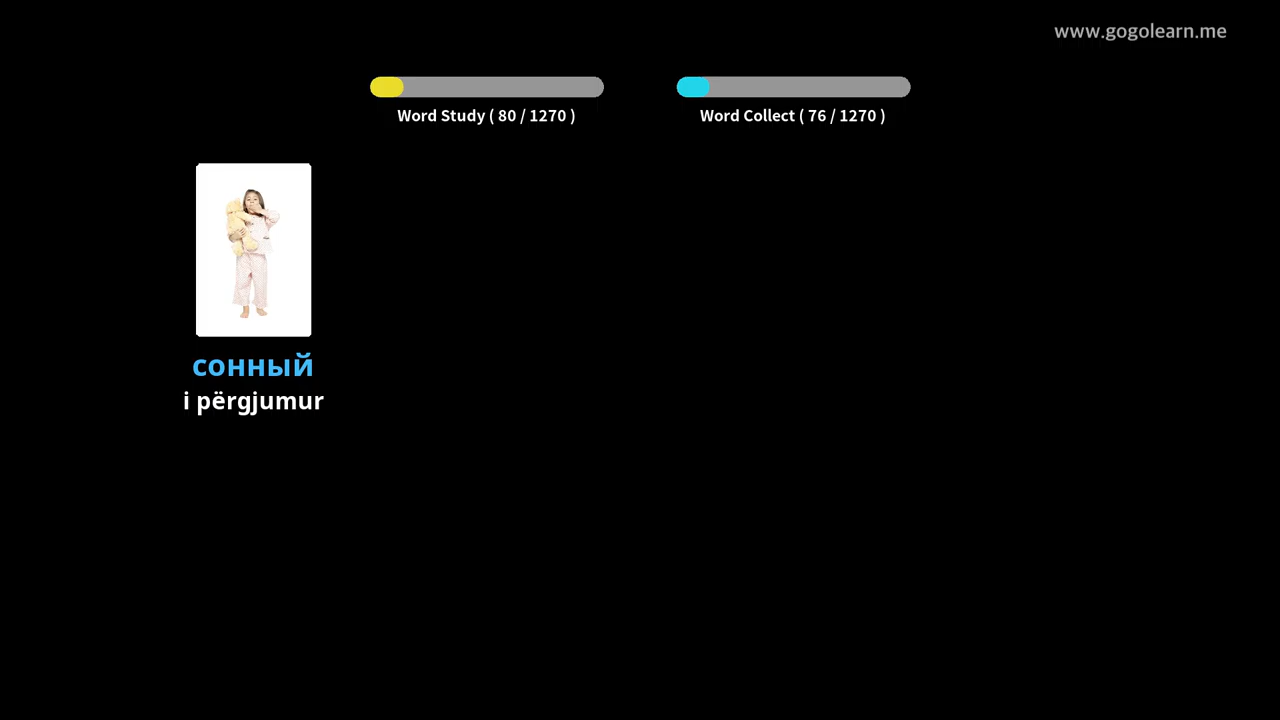 www.gogolearn.me
Word Study ( 80 / 1270 )
Word Collect ( 76 / 1270 )
сонный
i përgjumur